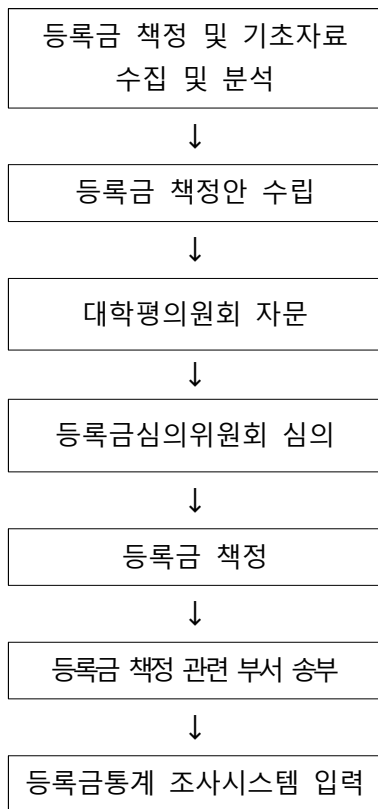 등록금 책정 및 기초자료
수집 및 분석
↓
등록금 책정안 수립
↓
대학평의원회 자문
↓
등록금심의위원회 심의
↓
등록금 책정
↓
등록금 책정 관련 부서 송부
↓
등록금통계 조사시스템 입력